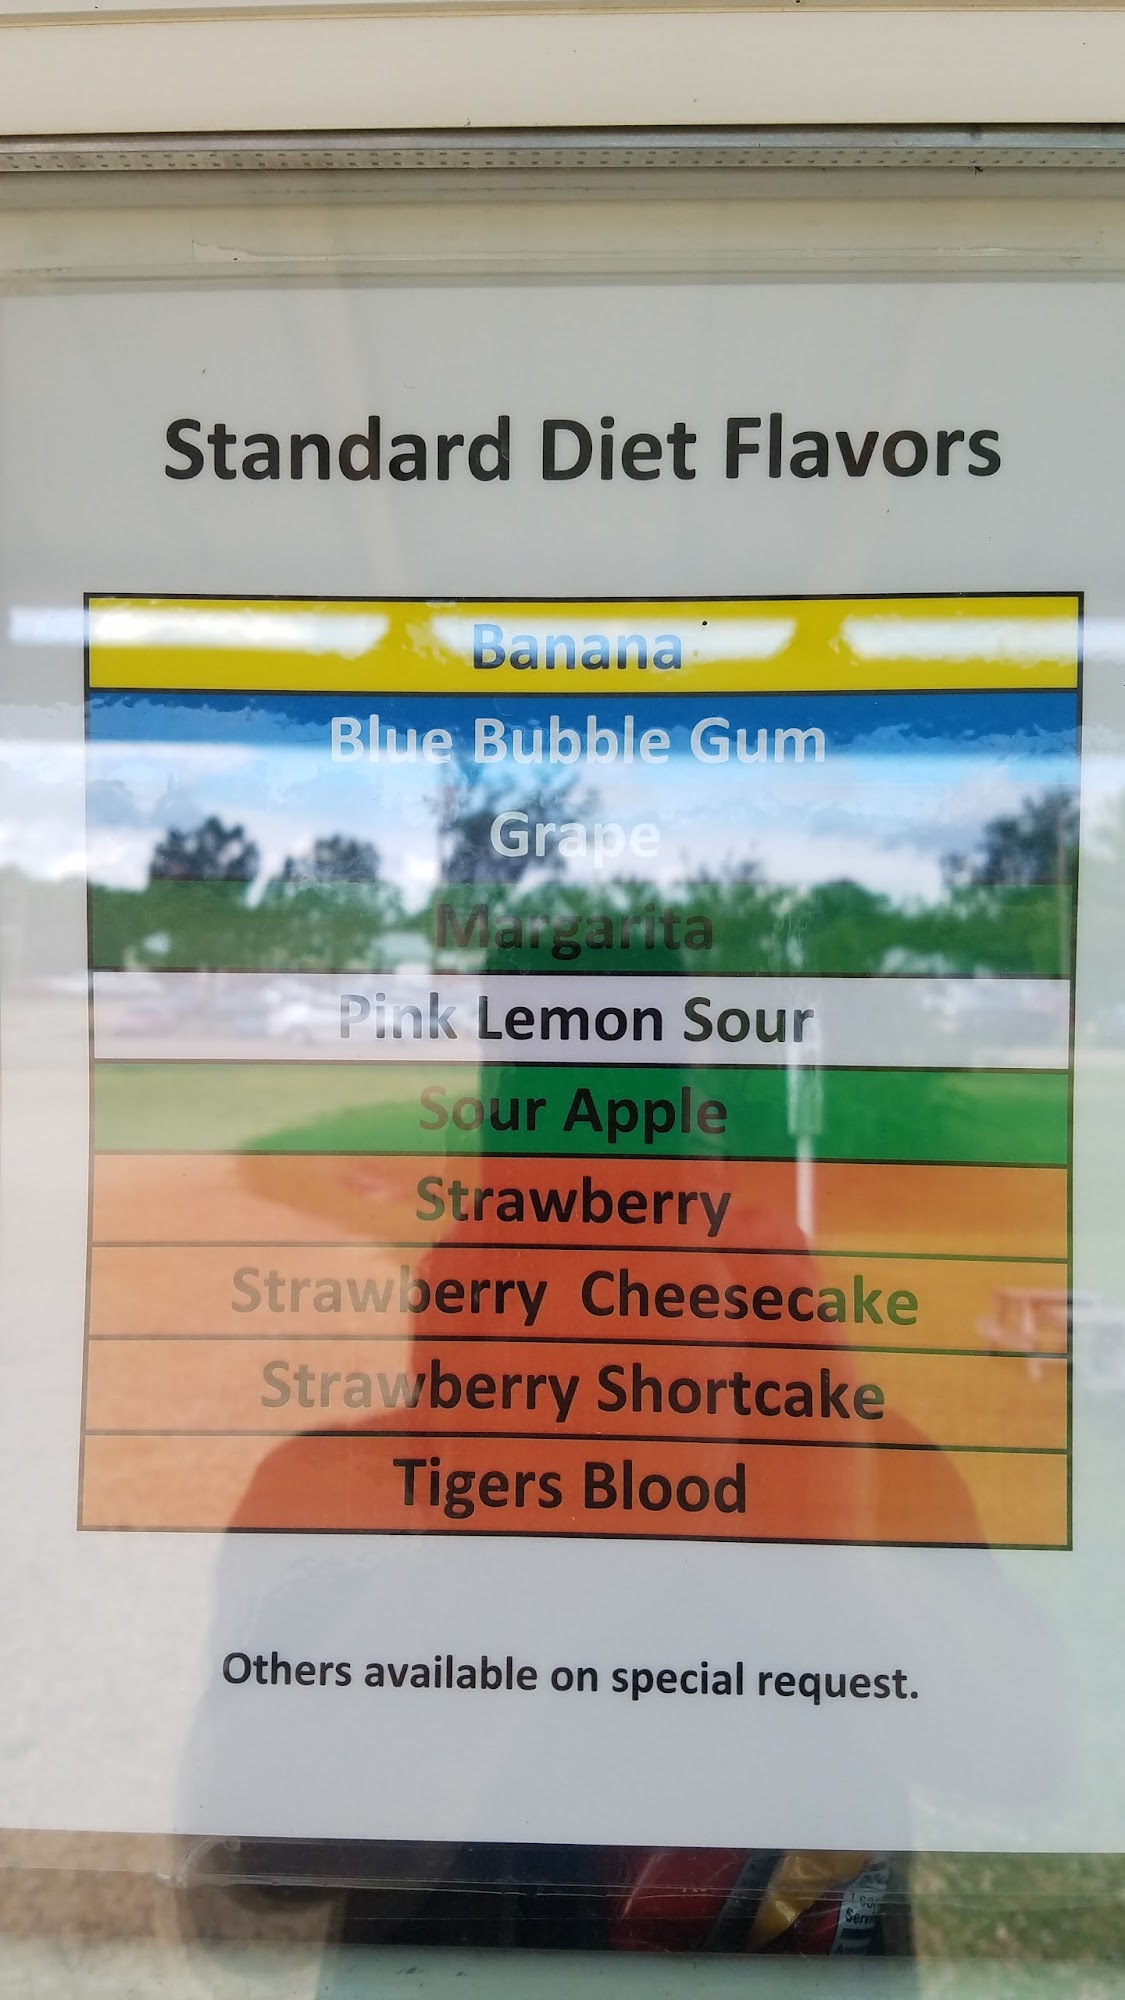 Standard Diet Flavors
Banana
Blue Bubble Gum
Grape
Margarita
Pink Lemon Sour
Sour Apple
Strawberry
Strawberry Cheesecake
Strawberry Shortcake
Tigers Blood
Others available on special request.